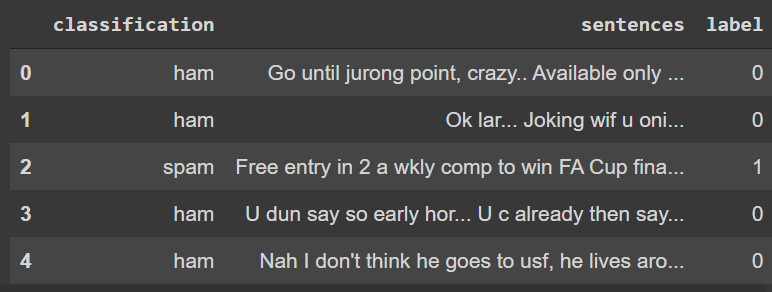 classification sentences label
0 ham Go until jurong point, crazy.. Available only ... 0
1 ham Ok lar... Joking wif u oni... 0
2 spam Free entry in 2 a wkly comp to win FA Cup fina... 1
3 ham U dun say so early hor... U c already then say... 0
4 ham Nah I don't think he goes to usf, he lives aro... 0